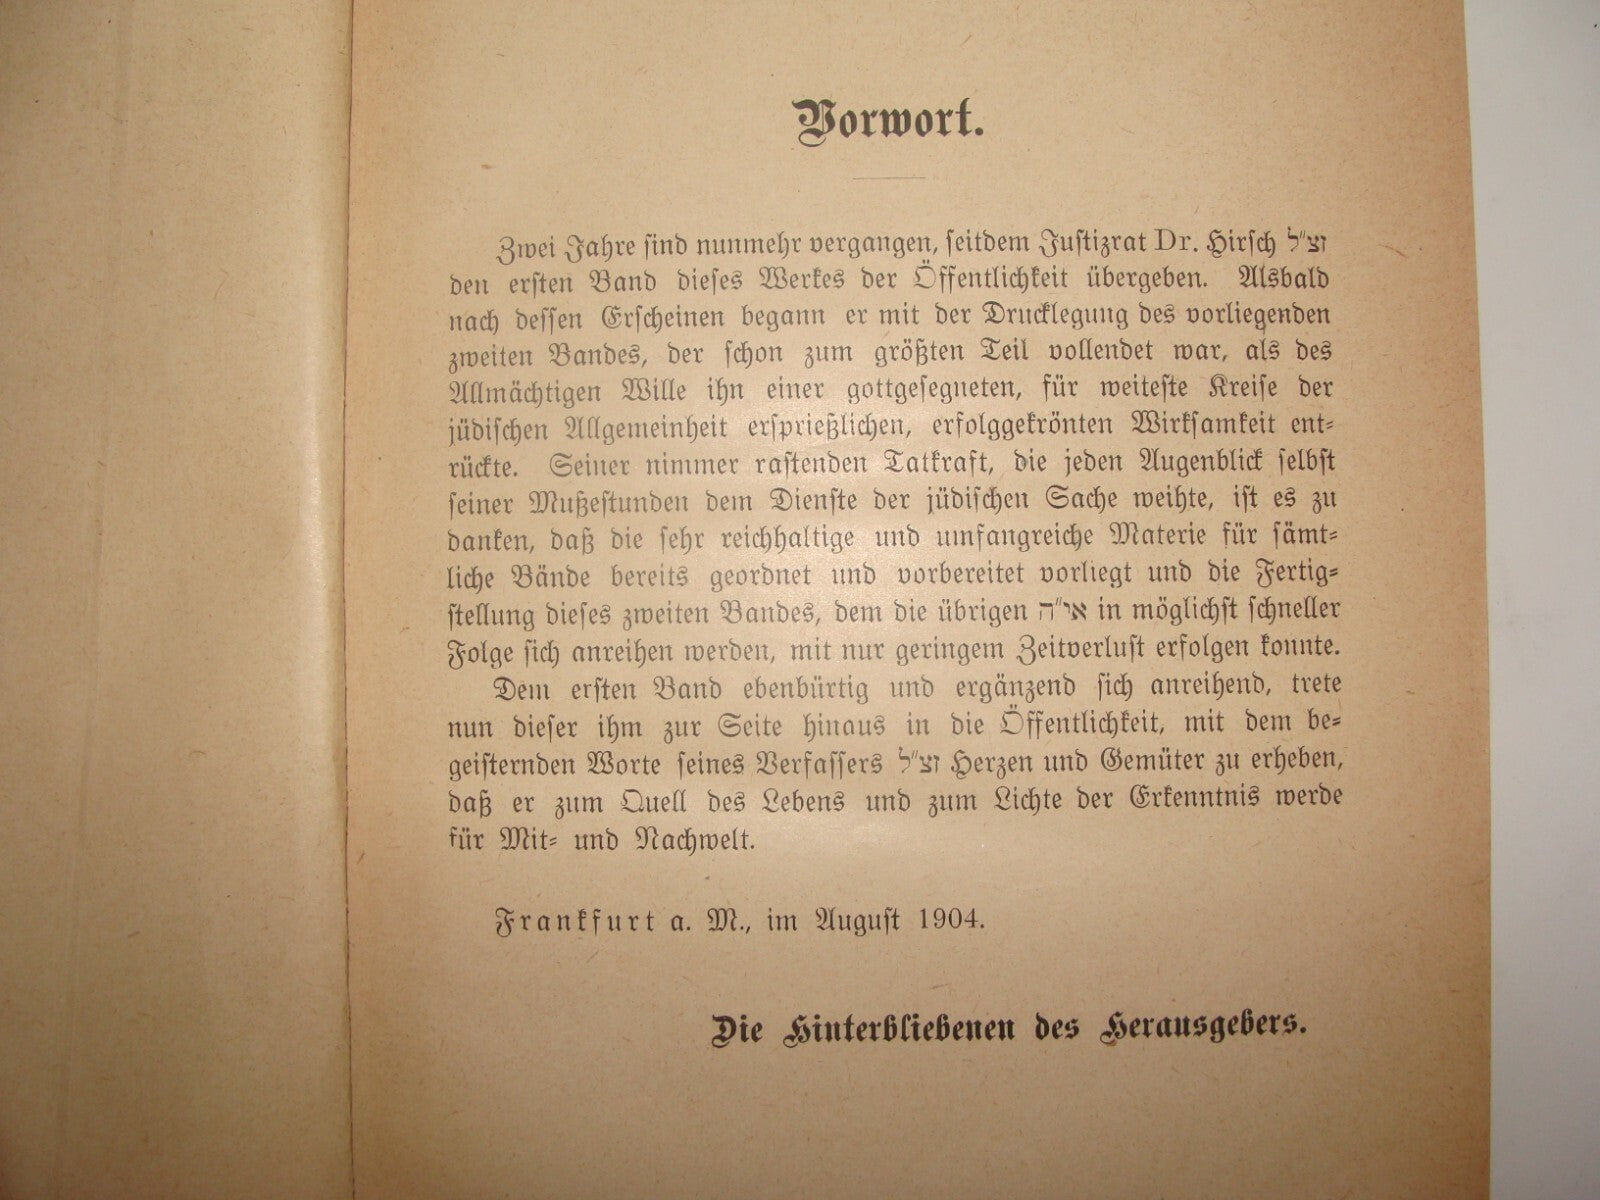 Vorwort.
Zwei Jahre sind nunmehr vergangen, seitdem Justizrat Dr. Hirsch זצ״ל
den ersten Band dieses Werkes der Öffentlichkeit übergeben. Alsbald
nach dessen Erscheinen begann er mit der Drucklegung des vorliegenden
zweiten Bandes, der schon zum größten Teil vollendet war, als des
Allmächtigen Wille ihn einer gottgesegneten, für weiteste Kreise der
jüdischen Allgemeinheit ersprießlichen, erfolggekrönten Wirksamkeit ent-
rückte. Seiner nimmer rastenden Tatkraft, die jeden Augenblick selbst
seiner Mußestunden dem Dienste der jüdischen Sache weihte, ist es zu
danken, daß die sehr reichhaltige und umfangreiche Materie für sämt-
liche Bände bereits geordnet und vorbereitet vorliegt und die Fertig-
stellung dieses zweiten Bandes, dem die übrigen אי״ה in möglichst schneller
Folge sich anreihen werden, mit nur geringem Zeitverlust erfolgen konnte.
Dem ersten Band ebenbürtig und ergänzend sich anreihend, trete
nun dieser ihm zur Seite hinaus in die Öffentlichkeit, mit dem be-
geisternden Worte seines Verfassers זצ״ל Herzen und Gemüter zu erheben,
daß er zum Quell des Lebens und zum Lichte der Erkenntnis werde
für Mit- und Nachwelt.
Frankfurt a. M., im August 1904.
Die Hinterbliebenen des Herausgebers.